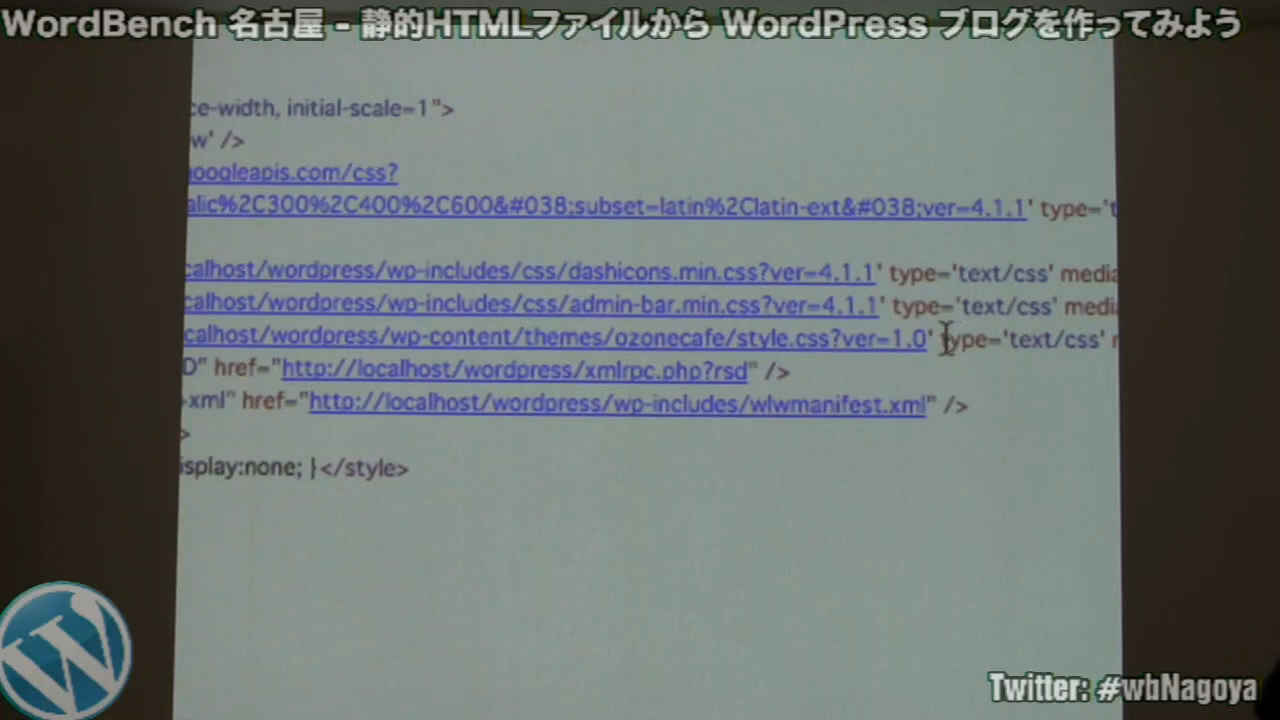 WordBench 名古屋 - 静的HTMLファイルから WordPress ブログを作ってみよう
ce-width, initial-scale=1">
w' />
googleapis.com/css?
alic%2C300%2C400%2C600&#038;subset=latin%2Clatin-ext&#038;ver=4.1.1' type='t
calhost/wordpress/wp-includes/css/dashicons.min.css?ver=4.1.1' type='text/css' media
calhost/wordpress/wp-includes/css/admin-bar.min.css?ver=4.1.1' type='text/css' medi
calhost/wordpress/wp-content/themes/ozonecafe/style.css?ver=1.0' type='text/css' r
D" href="http://localhost/wordpress/xmlrpc.php?rsd" />
+xml" href="http://localhost/wordpress/wp-includes/wlwmanifest.xml" />
>
isplay:none; }</style>
W
Twitter: #wbNagoya